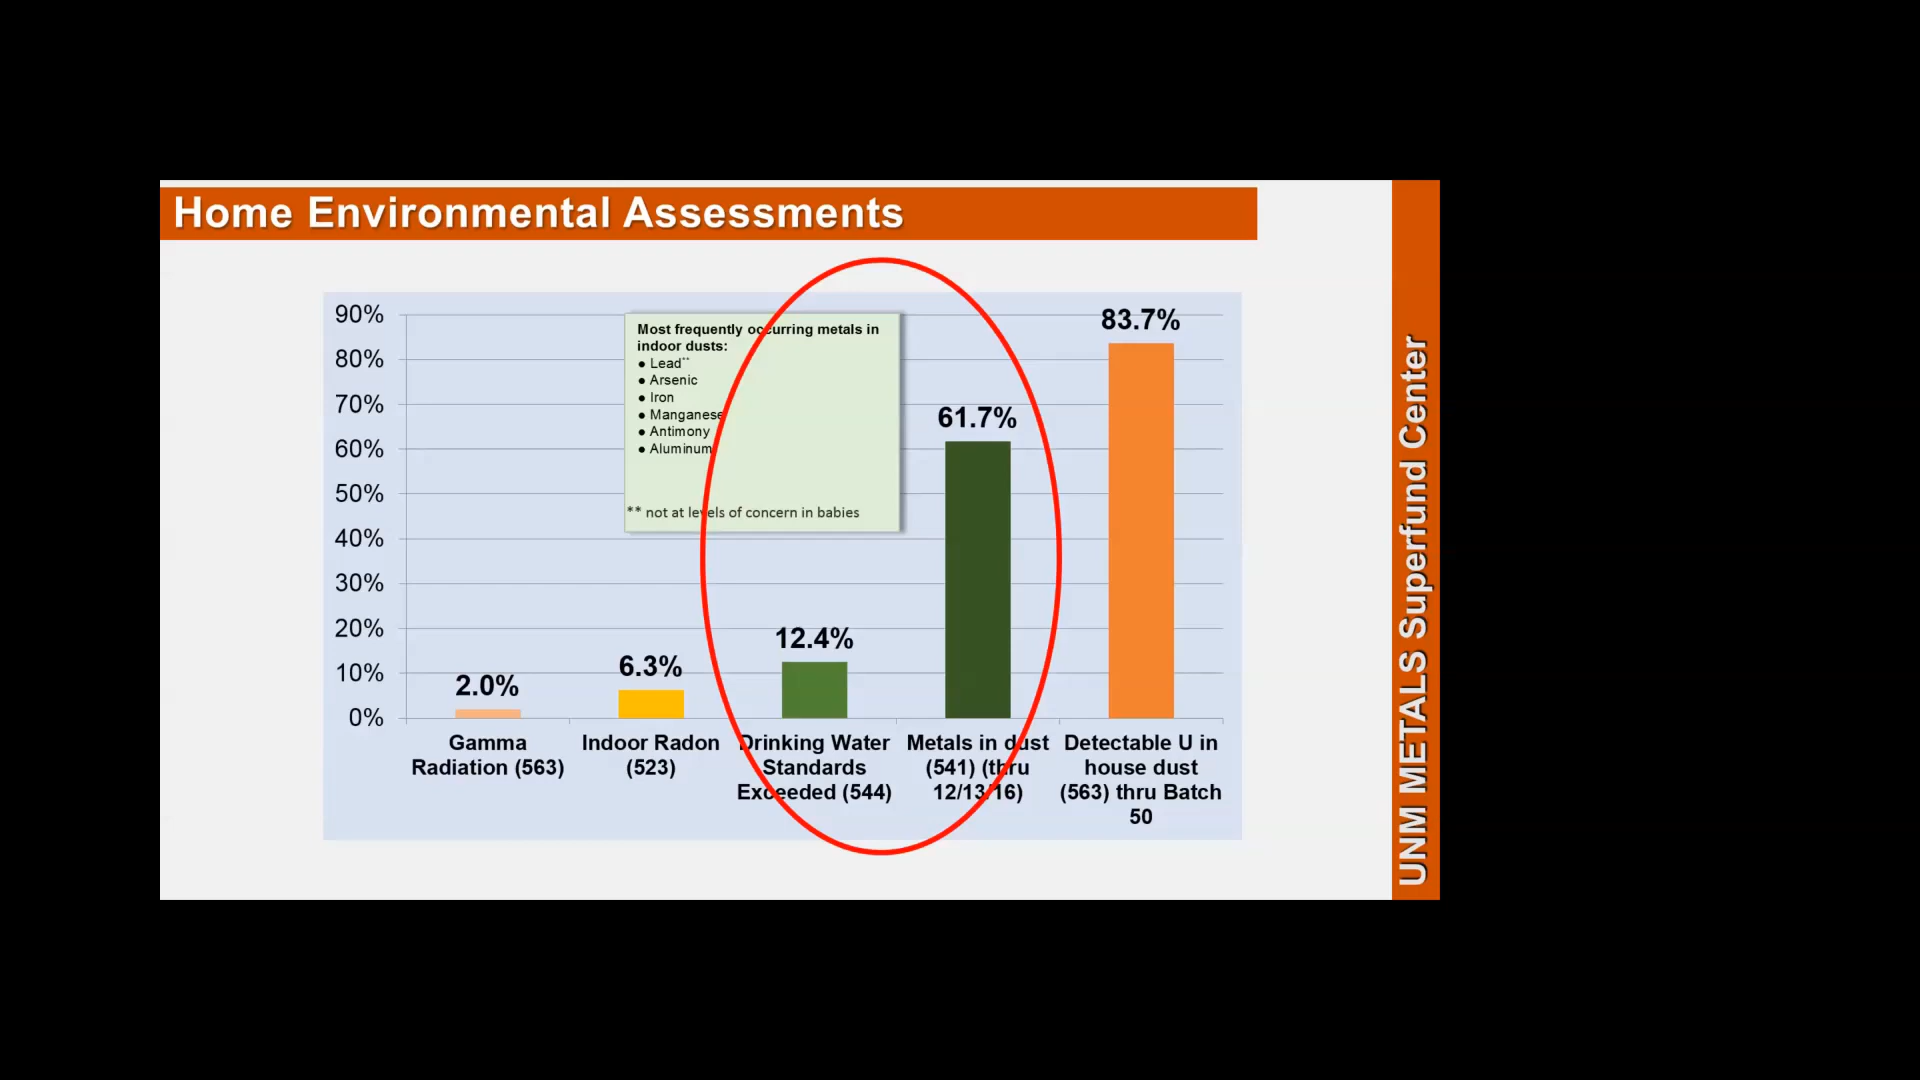 Home Environmental Assessments
90%
80%
70%
60%
50%
40%
30%
20%
10%
0%
Most frequently occurring metals in
indoor dusts:
● Lead**
● Arsenic
● Iron
● Manganese
● Antimony
● Aluminum
** not at levels of concern in babies
2.0%
6.3%
12.4%
61.7%
83.7%
Gamma
Radiation (563)
Indoor Radon
(523)
Drinking Water
Standards
Exceeded (544)
Metals in dust
(541) (thru
12/13/16)
Detectable U in
house dust
(563) thru Batch
50
UNM METALS Superfund Center